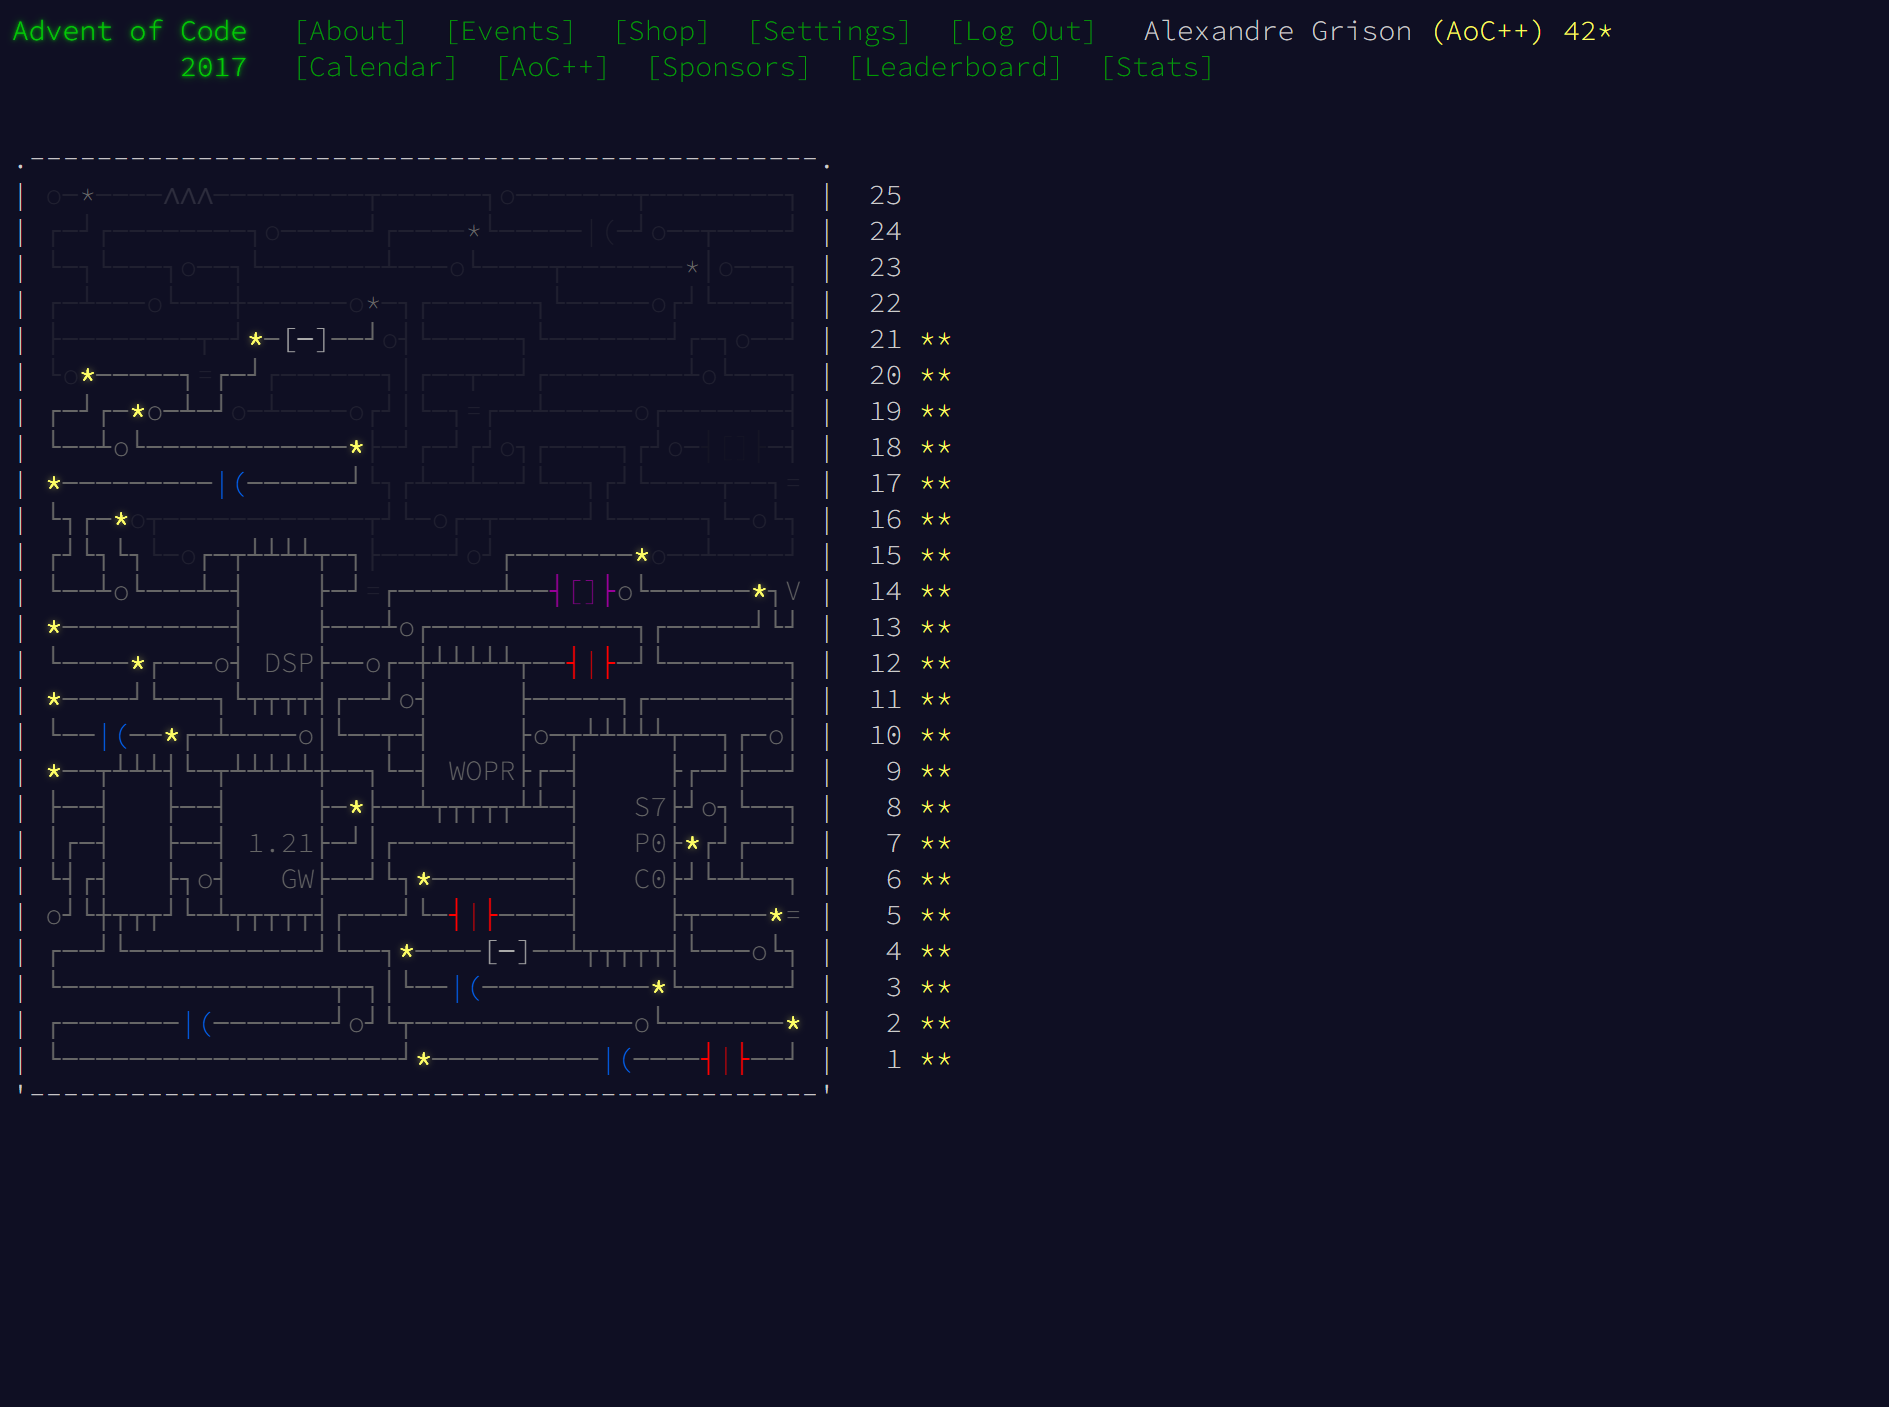 Advent of Code [About] [Events] [Shop] [Settings] [Log Out] Alexandre Grison (AoC++) 42*
2017 [Calendar] [AoC++] [Sponsors] [Leaderboard] [Stats]
25
24
23
22
21 **
20 **
19 **
18 **
17 **
16 **
15 **
14 **
13 **
DSP 12 **
11 **
10 **
WOPR 9 **
S7 8 **
1.21 P0 7 **
GW C0 6 **
5 **
4 **
3 **
2 **
1 **